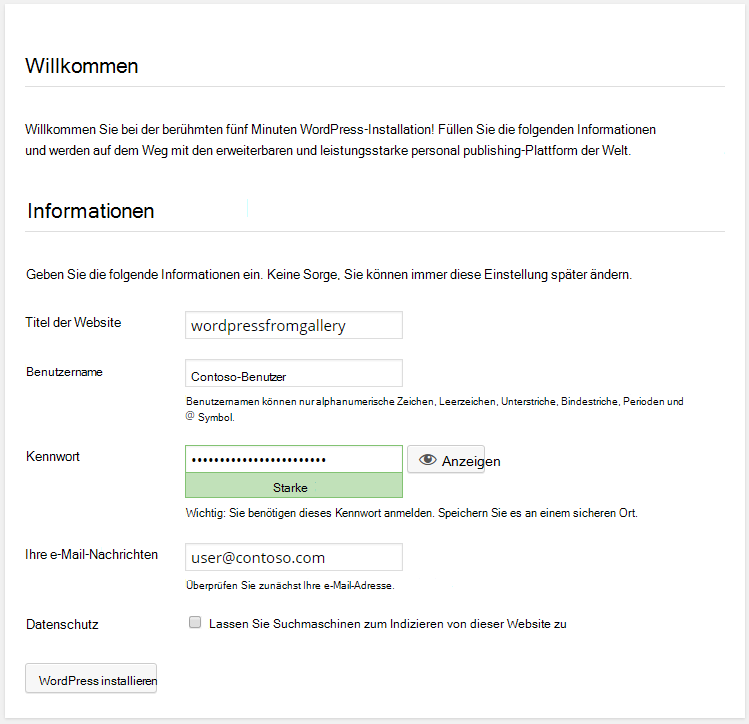 Willkommen
Willkommen Sie bei der berühmten fünf Minuten WordPress-Installation! Füllen Sie die folgenden Informationen
und werden auf dem Weg mit den erweiterbaren und leistungsstarke personal publishing-Plattform der Welt.
Informationen
Geben Sie die folgende Informationen ein. Keine Sorge, Sie können immer diese Einstellung später ändern.
Titel der Website wordpressfromgallery
Benutzername Contoso-Benutzer
Benutzernamen können nur alphanumerische Zeichen, Leerzeichen, Unterstriche, Bindestriche, Perioden und
@ Symbol.
Kennwort •••••••••••••••••••••••• Anzeigen
Starke
Wichtig: Sie benötigen dieses Kennwort anmelden. Speichern Sie es an einem sicheren Ort.
Ihre e-Mail-Nachrichten user@contoso.com
Überprüfen Sie zunächst Ihre e-Mail-Adresse.
Datenschutz Lassen Sie Suchmaschinen zum Indizieren von dieser Website zu
WordPress installieren